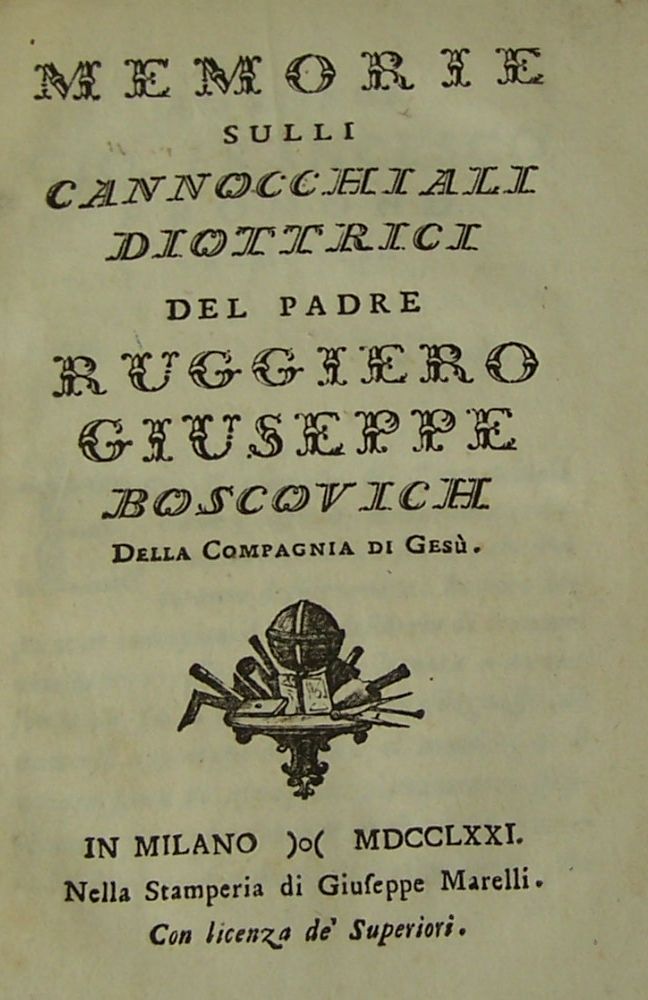 MEMORIE
SULLI
CANNOCCHIALI
DIOTTRICI
DEL PADRE
RUGGIERO
GIUSEPPE
BOSCOVICH
DELLA COMPAGNIA DI GESÙ.
IN MILANO )o( MDCCLXXI.
Nella Stamperia di Giuſeppe Marelli.
Con licenza de' Superiori.